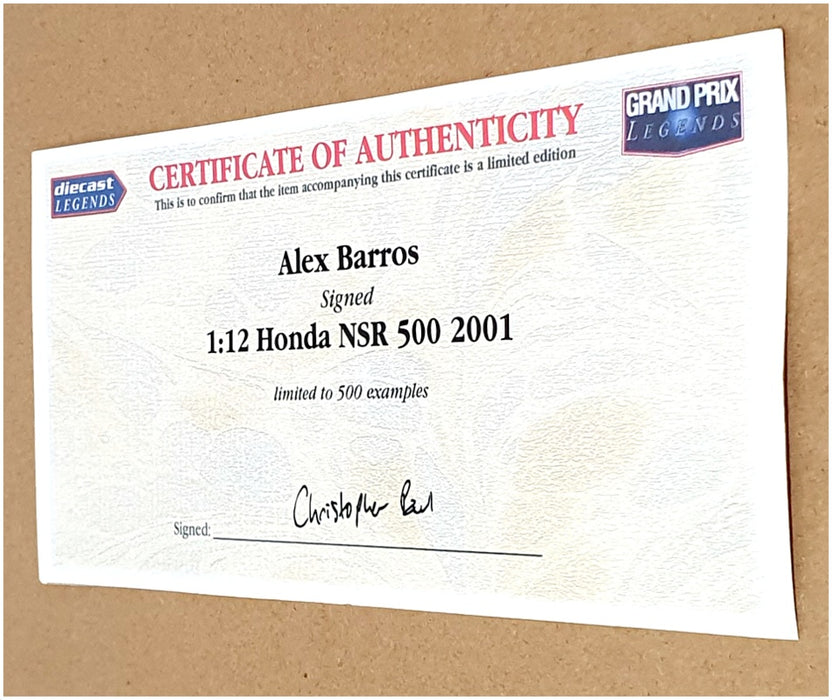 diecast
LEGENDS
CERTIFICATE OF AUTHENTICITY
This is to confirm that the item accompanying this certificate is a limited edition
GRAND PRIX
LEGENDS
Alex Barros
Signed
1:12 Honda NSR 500 2001
limited to 500 examples
Signed: Christopher Paul